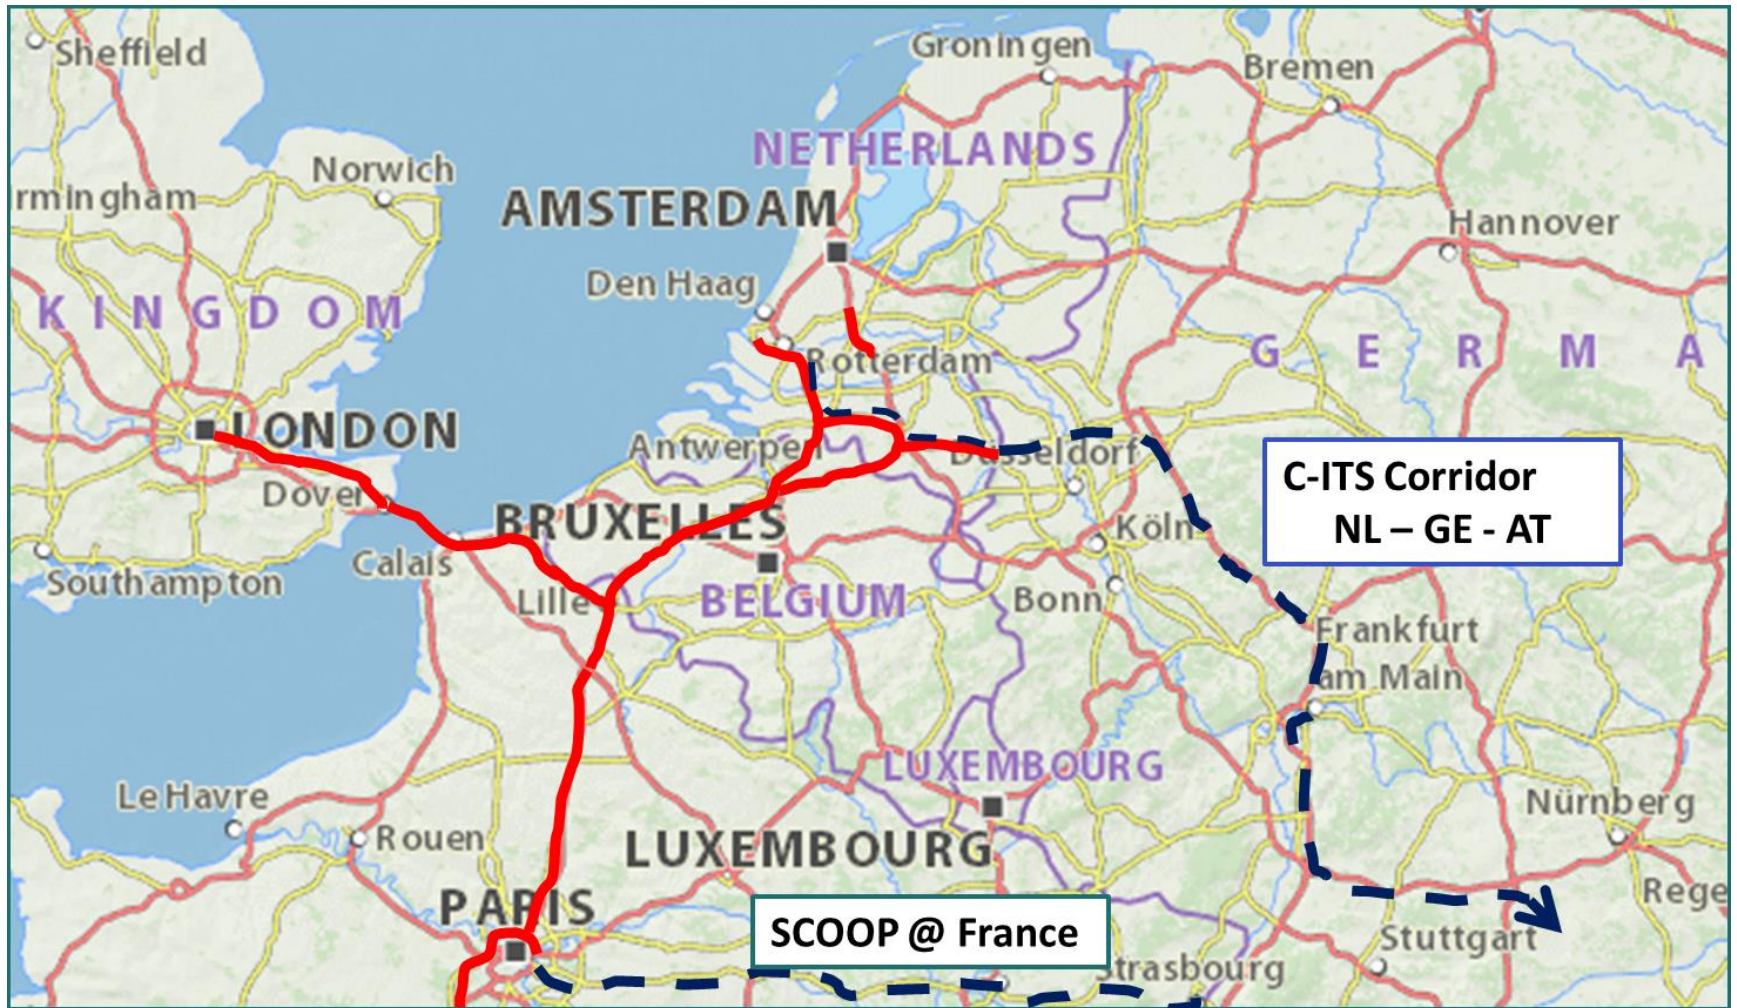 Sheffield
Groningen
Bremen
NETHERLANDS
Norwich
rmingham
AMSTERDAM
Hannover
Den Haag
KINGDOM
GERMA
Rotterdam
LONDON
Antwerpen
Düsseldorf
C-ITS Corridor
NL – GE - AT
Dover
BRUXELLES
Köln
Calais
Southampton
Lille
BELGIUM
Bonn
Frankfurt
am Main
LUXEMBOURG
Le Havre
Nürnberg
Rouen
LUXEMBOURG
Rege
PARIS
SCOOP @ France
Stuttgart
Strasbourg